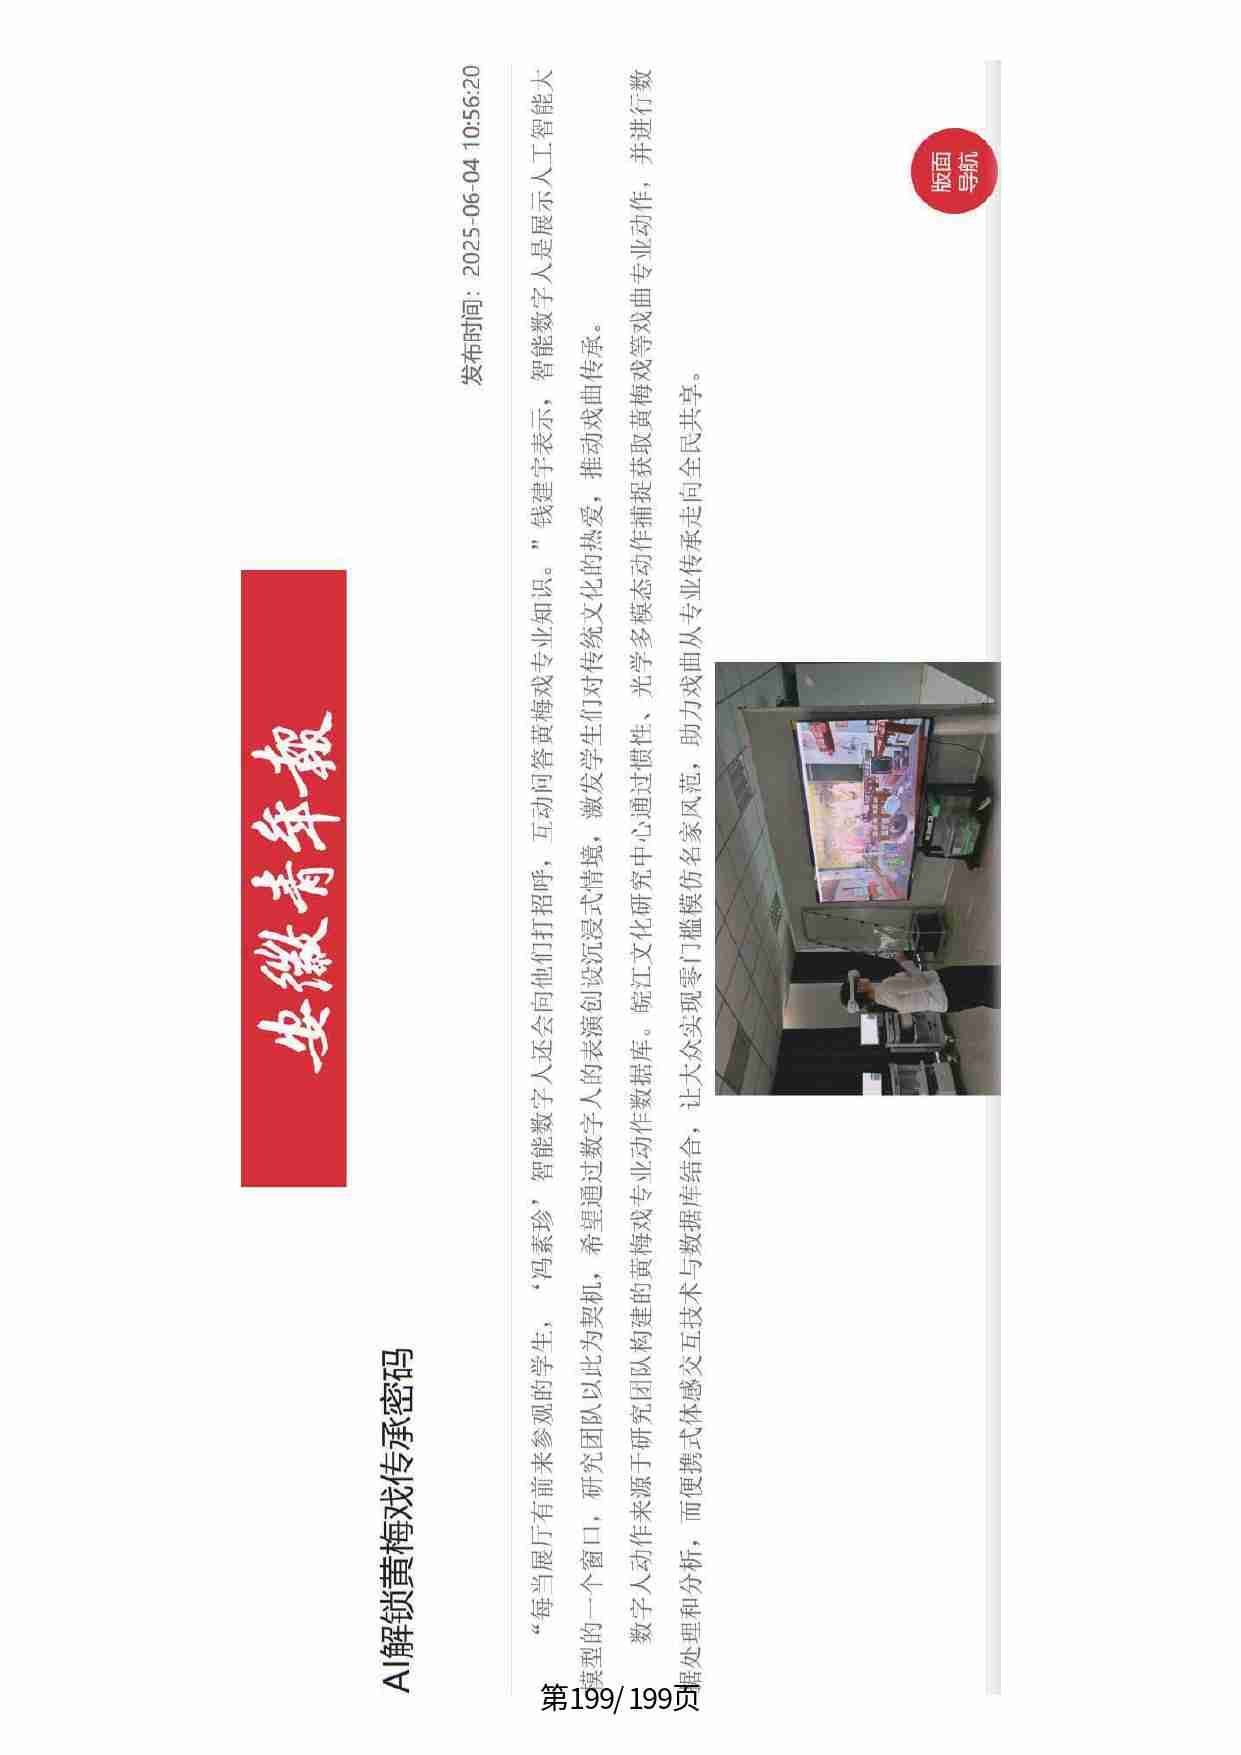 安徽青年报
AI解锁黄梅戏传承密码
发布时间：2025-06-04 10:56:20
“每当展厅有前来参观的学生，‘冯素珍’智能数字人还会向他们打招呼，互动问答黄梅戏专业知识。”钱建宇表示，智能数字人是展示人工智能大
模型的一个窗口，研究团队以此为契机，希望通过数字人的表演创设沉浸式情境，激发学生们对传统文化的热爱，推动戏曲传承。
数字人动作来源于研究团队构建的黄梅戏专业动作数据库。皖江文化研究中心通过惯性、光学多模态动作捕捉获取黄梅戏等戏曲专业动作，并进行数
据处理和分析，而便携式体感交互技术与数据库结合，让大众实现零门槛模仿名家风范，助力戏曲从专业传承走向全民共享。
版面
导航
第199/ 199页